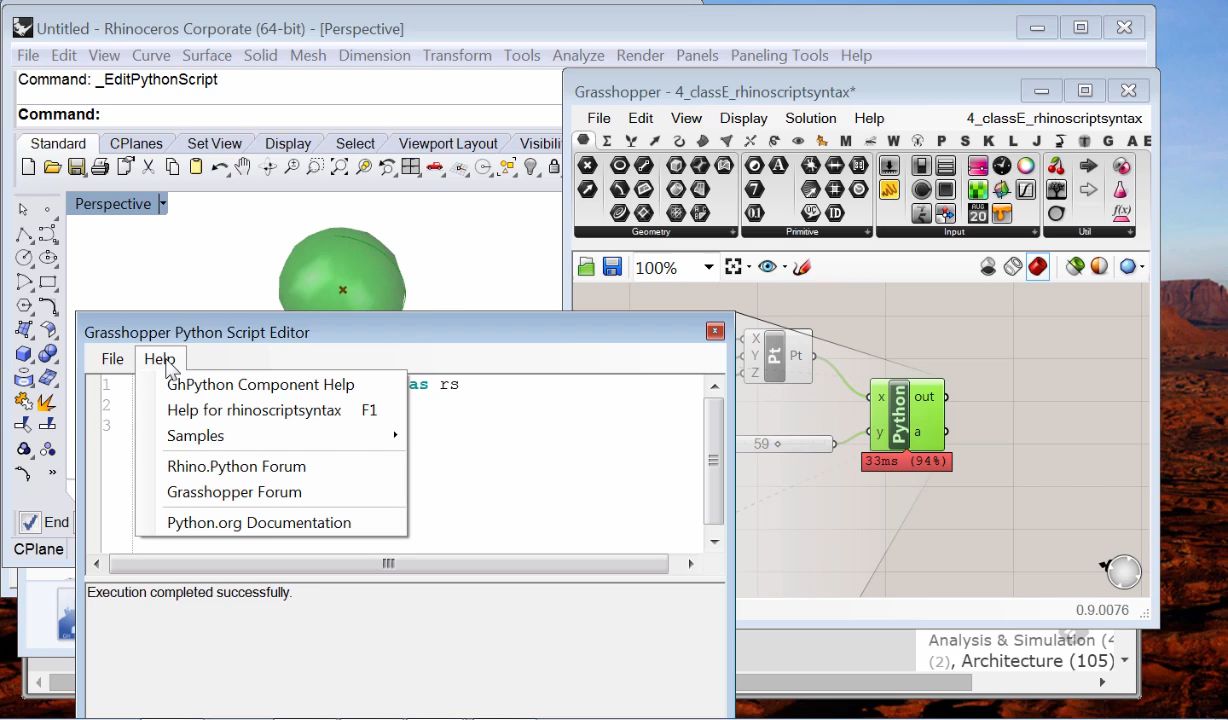 Untitled - Rhinoceros Corporate (64-bit) - [Perspective]
File Edit View Curve Surface Solid Mesh Dimension Transform Tools Analyze Render Panels Paneling Tools Help
Command: _EditPythonScript
Command:
Standard CPlanes Set View Display Select Viewport Layout Visibili
Perspective
End
CPlane
Grasshopper - 4_classE_rhinoscriptsyntax*
File Edit View Display Solution Help 4_classE_rhinoscriptsyntax
M W P S K L J G A E
Geometry Primitive Input Util
100%
X
Y
Z
Pt
Pt
59
x
y
Python
out
a
33ms (94%)
0.9.0076
Grasshopper Python Script Editor
File Help
1
2
3
as rs
GhPython Component Help
Help for rhinoscriptsyntax F1
Samples
Rhino.Python Forum
Grasshopper Forum
Python.org Documentation
Execution completed successfully.
Analysis & Simulation (4
(2), Architecture (105)